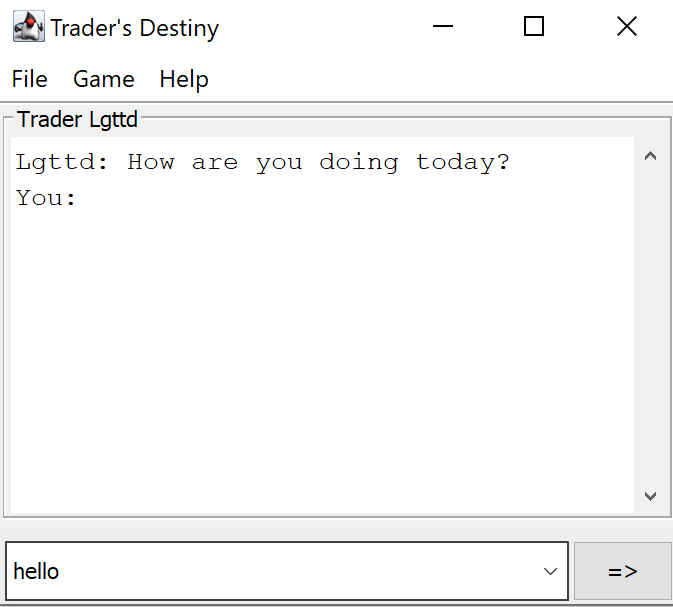 Trader's Destiny
File Game Help
Trader Lgttd
Lgttd: How are you doing today?
You:
hello
=>